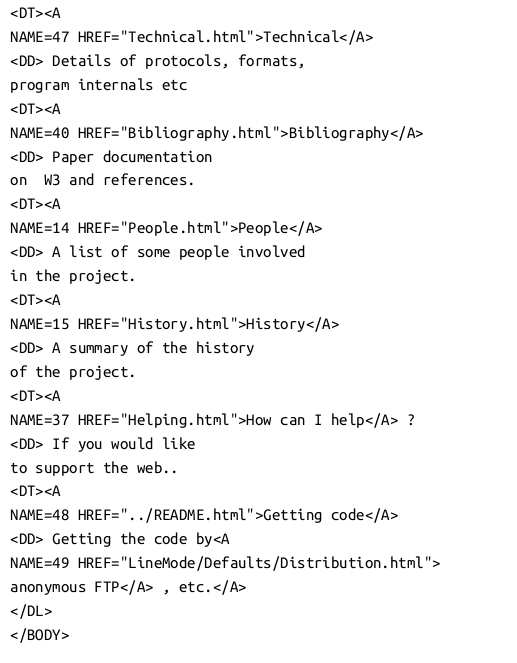 <DT><A
NAME=47 HREF="Technical.html">Technical</A>
<DD> Details of protocols, formats,
program internals etc
<DT><A
NAME=40 HREF="Bibliography.html">Bibliography</A>
<DD> Paper documentation
on  W3 and references.
<DT><A
NAME=14 HREF="People.html">People</A>
<DD> A list of some people involved
in the project.
<DT><A
NAME=15 HREF="History.html">History</A>
<DD> A summary of the history
of the project.
<DT><A
NAME=37 HREF="Helping.html">How can I help</A> ?
<DD> If you would like
to support the web..
<DT><A
NAME=48 HREF="../README.html">Getting code</A>
<DD> Getting the code by<A
NAME=49 HREF="LineMode/Defaults/Distribution.html">
anonymous FTP</A> , etc.</A>
</DL>
</BODY>